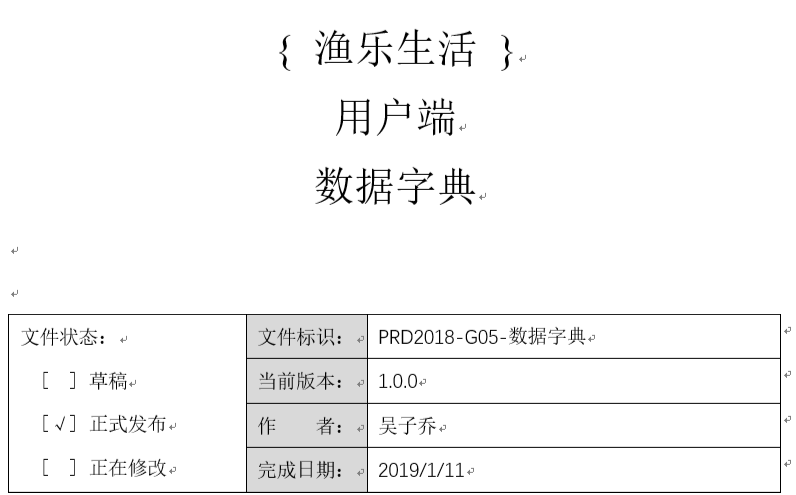 { 渔乐生活 }
用户端
数据字典
文件状态：
[ ] 草稿
[√] 正式发布
[ ] 正在修改
文件标识： PRD2018-G05-数据字典
当前版本： 1.0.0
作 者： 吴子乔
完成日期： 2019/1/11